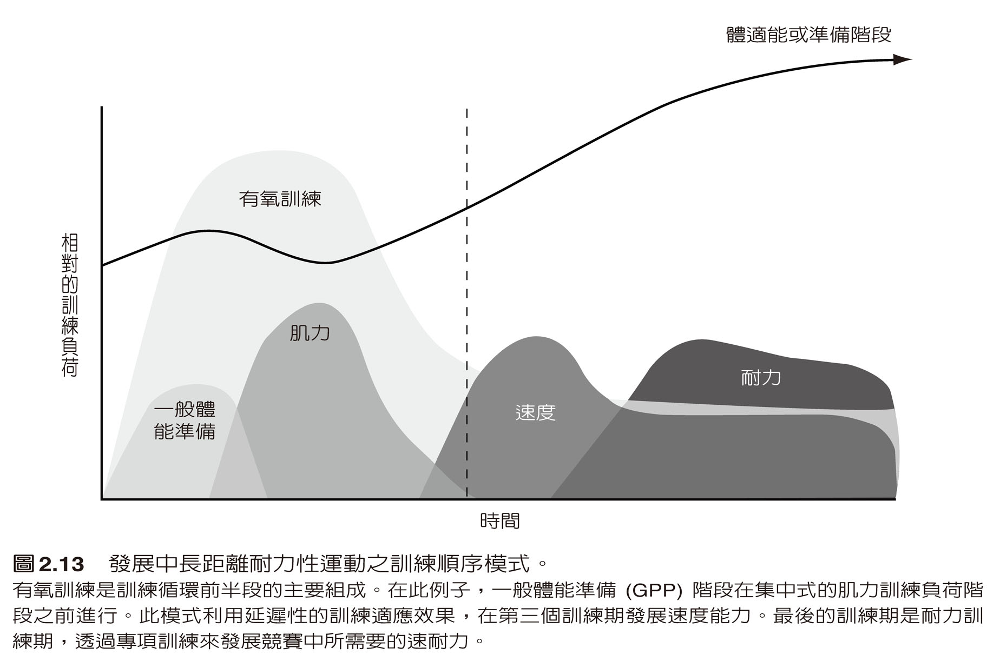 體適能或準備階段
有氧訓練
相對的訓練負荷
肌力
一般體
能準備
速度
耐力
時間
圖2.13 發展中長距離耐力性運動之訓練順序模式。
有氧訓練是訓練循環前半段的主要組成。在此例子，一般體能準備 (GPP) 階段在集中式的肌力訓練負荷階
段之前進行。此模式利用延遲性的訓練適應效果，在第三個訓練期發展速度能力。最後的訓練期是耐力訓
練期，透過專項訓練來發展競賽中所需要的速耐力。